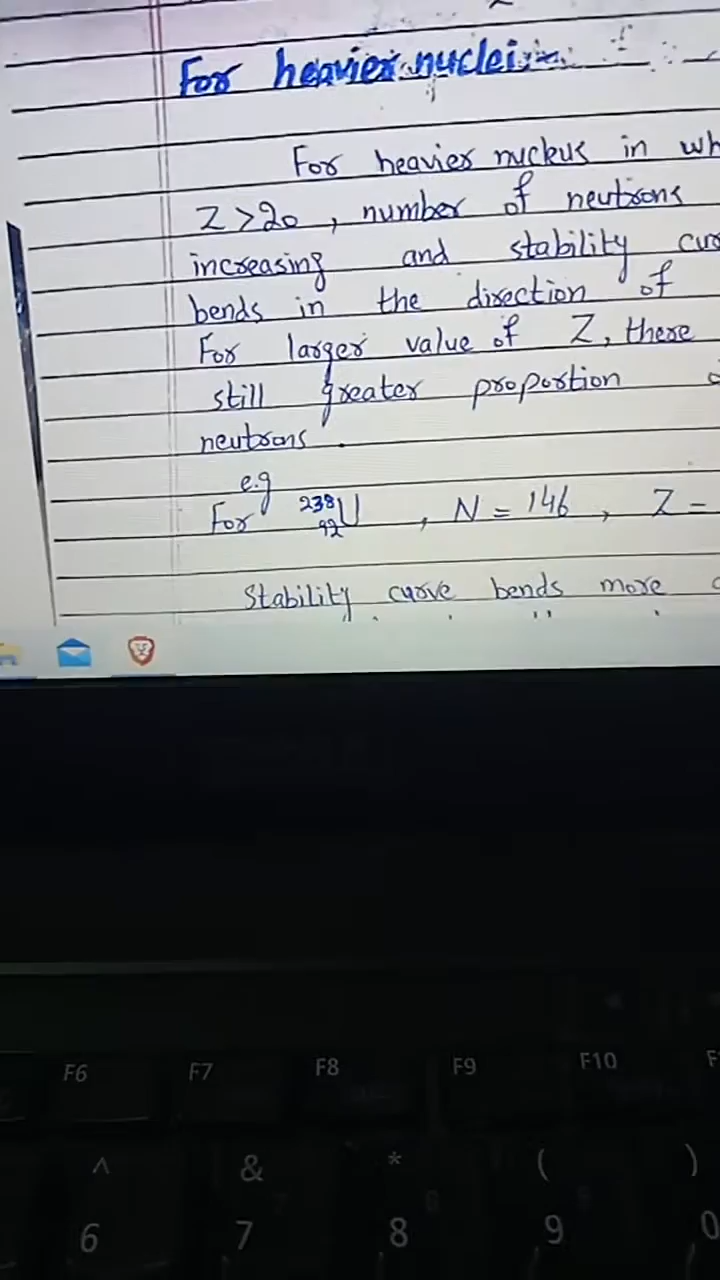 For heavier nuclei:
For heavier nuckus in wh
Z > 20 , number of neutrons
increasing and stability cur
bends in the direction of
For larger value of Z, there
still greater proportion
neutrons .
e.g
For ²³⁸₉₂U , N = 146 , Z =
Stability curve bends more
F6 F7 F8 F9 F10 F
^ & * ( )
6 7 8 9 0